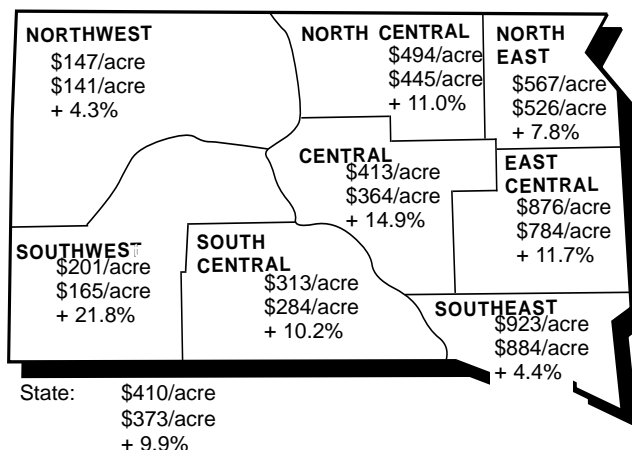 NORTHWEST
$147/acre
$141/acre
+ 4.3%
NORTH CENTRAL
$494/acre
$445/acre
+ 11.0%
NORTH
EAST
$567/acre
$526/acre
+ 7.8%
CENTRAL
$413/acre
$364/acre
+ 14.9%
EAST
CENTRAL
$876/acre
$784/acre
+ 11.7%
SOUTHWEST
$201/acre
$165/acre
+ 21.8%
SOUTH
CENTRAL
$313/acre
$284/acre
+ 10.2%
SOUTHEAST
$923/acre
$884/acre
+ 4.4%
State: $410/acre
$373/acre
+ 9.9%